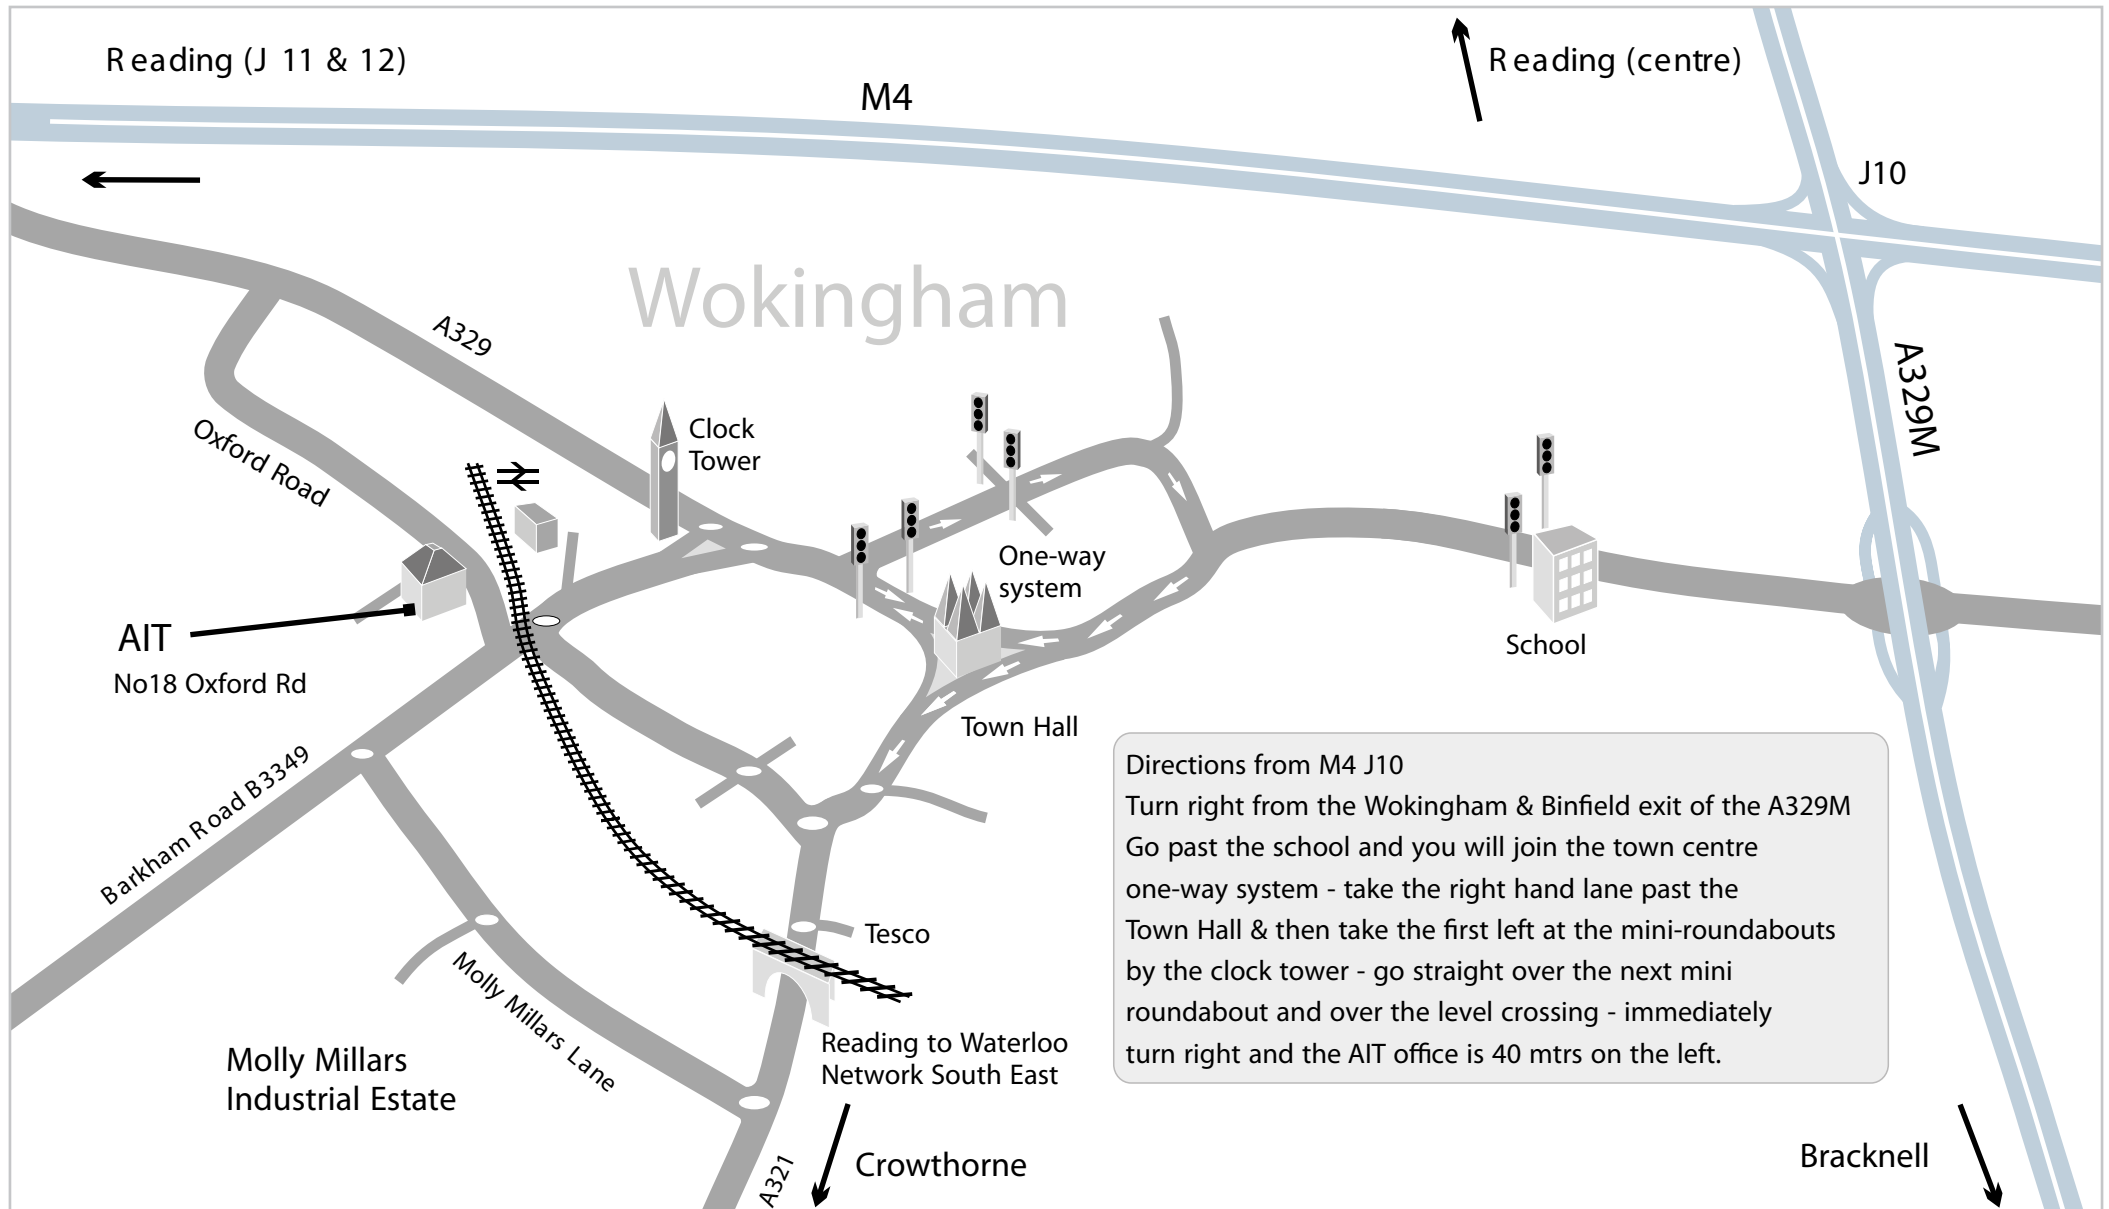 Reading (J 11 & 12)
Reading (centre)
M4
J10
Wokingham
A329
A329M
Clock
Tower
Oxford Road
One-way
system
AIT
No18 Oxford Rd
School
Town Hall
Barkham Road B3349
Directions from M4 J10
Turn right from the Wokingham & Binfield exit of the A329M
Go past the school and you will join the town centre
one-way system - take the right hand lane past the
Town Hall & then take the first left at the mini-roundabouts
by the clock tower - go straight over the next mini
roundabout and over the level crossing - immediately
turn right and the AIT office is 40 mtrs on the left.
Tesco
Molly Millars Lane
Reading to Waterloo
Network South East
Molly Millars
Industrial Estate
A321
Crowthorne
Bracknell